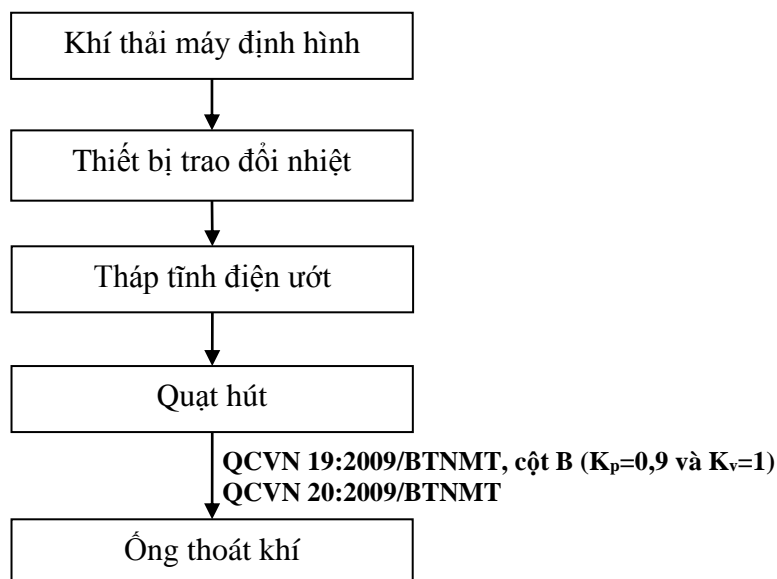 Khí thải máy định hình
Thiết bị trao đổi nhiệt
Tháp tĩnh điện ướt
Quạt hút
QCVN 19:2009/BTNMT, cột B (Kₚ=0,9 và Kᵥ=1)
QCVN 20:2009/BTNMT
Ống thoát khí